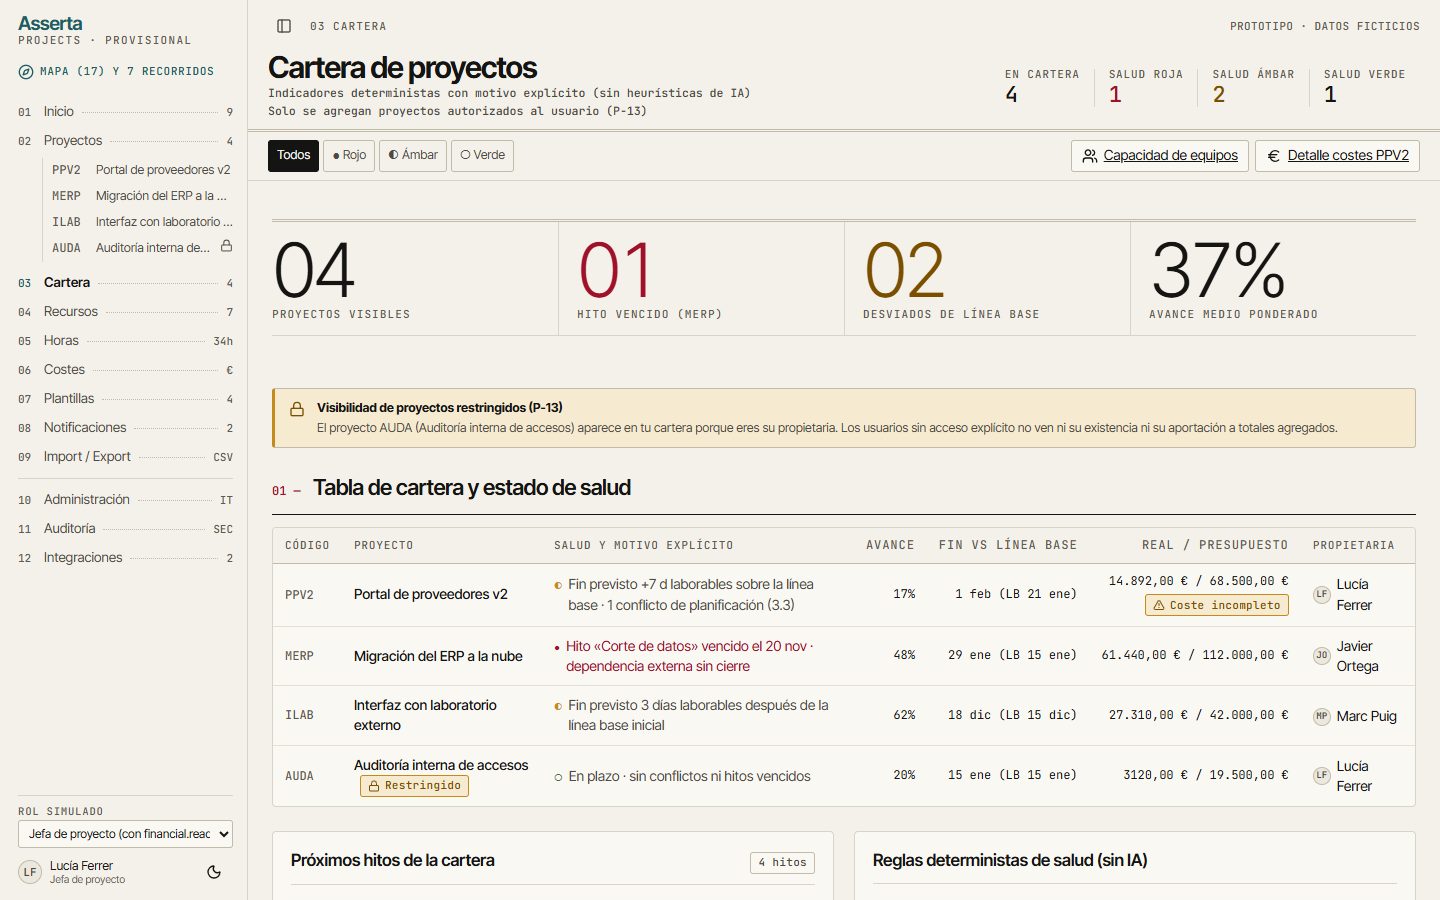 Asserta
PROJECTS · PROVISIONAL
MAPA (17) Y 7 RECORRIDOS
01 Inicio 9
02 Proyectos 4
PPV2 Portal de proveedores v2
MERP Migración del ERP a la ...
ILAB Interfaz con laboratorio ...
AUDA Auditoría interna de...
03 Cartera 4
04 Recursos 7
05 Horas 34h
06 Costes €
07 Plantillas 4
08 Notificaciones 2
09 Import / Export CSV
10 Administración IT
11 Auditoría SEC
12 Integraciones 2
ROL SIMULADO
Jefa de proyecto (con financial.read
LF Lucía Ferrer
Jefa de proyecto
03 CARTERA
PROTOTIPO · DATOS FICTICIOS
Cartera de proyectos
Indicadores deterministas con motivo explícito (sin heurísticas de IA)
Solo se agregan proyectos autorizados al usuario (P-13)
EN CARTERA
4
SALUD ROJA
1
SALUD ÁMBAR
2
SALUD VERDE
1
Todos ● Rojo ◐ Ámbar ○ Verde
Capacidad de equipos
€ Detalle costes PPV2
04
PROYECTOS VISIBLES
01
HITO VENCIDO (MERP)
02
DESVIADOS DE LÍNEA BASE
37%
AVANCE MEDIO PONDERADO
Visibilidad de proyectos restringidos (P-13)
El proyecto AUDA (Auditoría interna de accesos) aparece en tu cartera porque eres su propietaria. Los usuarios sin acceso explícito no ven ni su existencia ni su aportación a totales agregados.
01 — Tabla de cartera y estado de salud
CÓDIGO PROYECTO SALUD Y MOTIVO EXPLÍCITO AVANCE FIN VS LÍNEA BASE REAL / PRESUPUESTO PROPIETARIA
PPV2 Portal de proveedores v2
◐ Fin previsto +7 d laborables sobre la línea
base · 1 conflicto de planificación (3.3)
17% 1 feb (LB 21 ene)
14.892,00 € / 68.500,00 €
Coste incompleto
LF Lucía
Ferrer
MERP Migración del ERP a la nube
● Hito «Corte de datos» vencido el 20 nov ·
dependencia externa sin cierre
48% 29 ene (LB 15 ene) 61.440,00 € / 112.000,00 €
JO Javier
Ortega
ILAB Interfaz con laboratorio
externo
◐ Fin previsto 3 días laborables después de la
línea base inicial
62% 18 dic (LB 15 dic) 27.310,00 € / 42.000,00 €
MP Marc Puig
AUDA Auditoría interna de accesos
Restringido
○ En plazo · sin conflictos ni hitos vencidos
20% 15 ene (LB 15 ene) 3120,00 € / 19.500,00 €
LF Lucía
Ferrer
Próximos hitos de la cartera 4 hitos
Reglas deterministas de salud (sin IA)